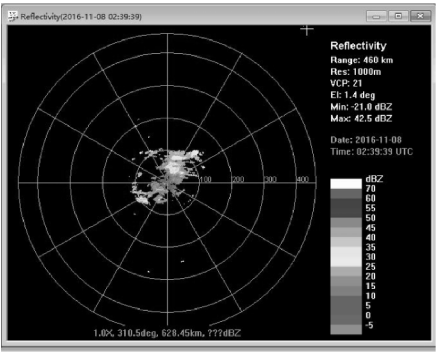 Reflectivity(2016-11-08 02:39:39)
Reflectivity
Range: 460 km
Res: 1000m
VCP: 21
El: 1.4 deg
Min: -21.0 dBZ
Max: 42.5 dBZ
Date: 2016-11-08
Time: 02:39:39 UTC
100 200 300 400
dBZ
70
60
55
50
45
40
35
30
25
20
15
10
5
0
-5
1.0X, 310.5deg, 628.45km, ???dBZ